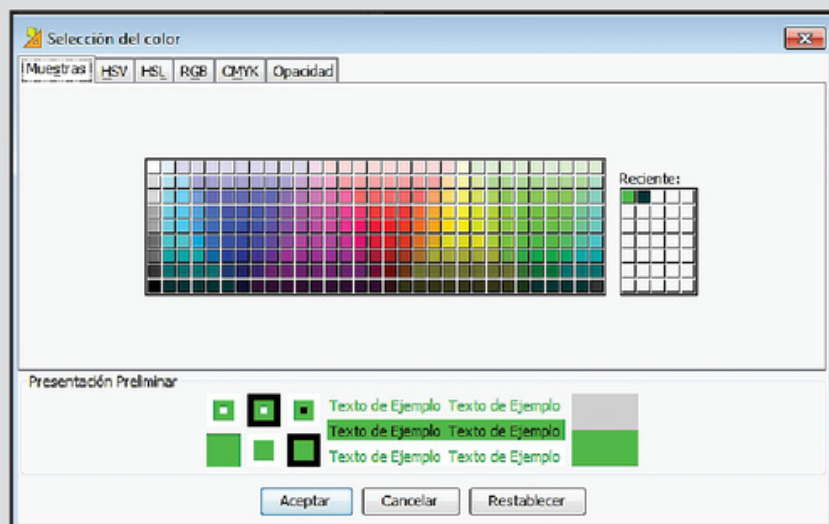 Selección del color
Muestras HSV HSL RGB CMYK Opacidad
Reciente:
Presentación Preliminar
Texto de Ejemplo Texto de Ejemplo
Texto de Ejemplo Texto de Ejemplo
Texto de Ejemplo Texto de Ejemplo
Aceptar Cancelar Restablecer